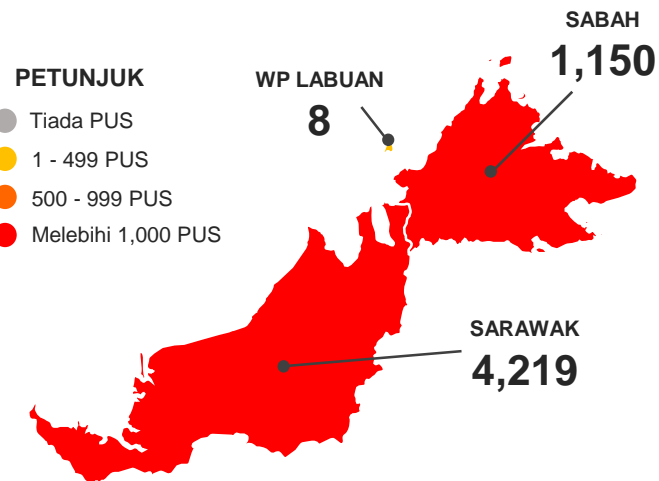 SABAH
1,150
WP LABUAN
8
PETUNJUK
Tiada PUS
1 - 499 PUS
500 - 999 PUS
Melebihi 1,000 PUS
SARAWAK
4,219